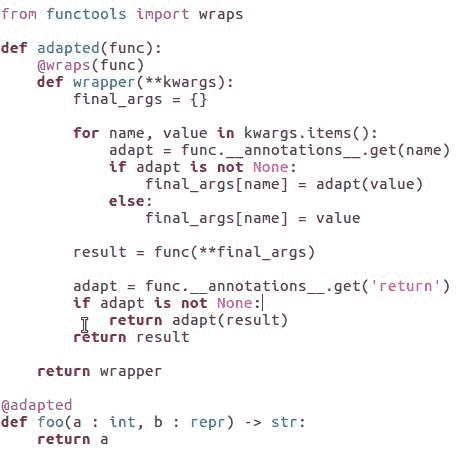 from functools import wraps
def adapted(func):
    @wraps(func)
    def wrapper(**kwargs):
        final_args = {}
        for name, value in kwargs.items():
            adapt = func.__annotations__.get(name)
            if adapt is not None:
                final_args[name] = adapt(value)
            else:
                final_args[name] = value
        result = func(**final_args)
        adapt = func.__annotations__.get('return')
        if adapt is not None:
            return adapt(result)
        return result
    return wrapper
@adapted
def foo(a : int, b : repr) -> str:
    return a